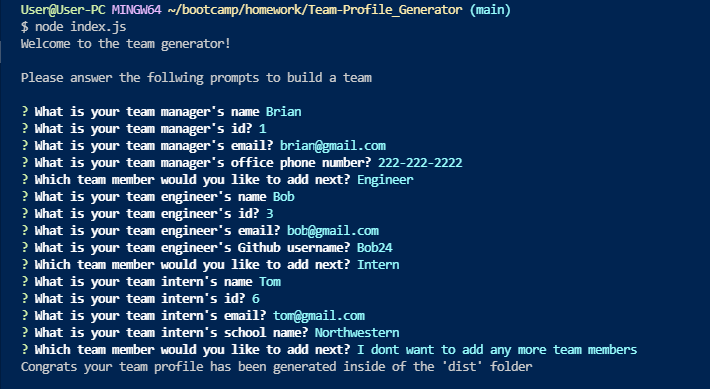 User@User-PC MINGW64 ~/bootcamp/homework/Team-Profile_Generator (main)
$ node index.js
Welcome to the team generator!
Please answer the follwing prompts to build a team
? What is your team manager's name Brian
? What is your team manager's id? 1
? What is your team manager's email? brian@gmail.com
? What is your team manager's office phone number? 222-222-2222
? Which team member would you like to add next? Engineer
? What is your team engineer's name Bob
? What is your team engineer's id? 3
? What is your team engineer's email? bob@gmail.com
? What is your team engineer's Github username? Bob24
? Which team member would you like to add next? Intern
? What is your team intern's name Tom
? What is your team intern's id? 6
? What is your team intern's email? tom@gmail.com
? What is your team intern's school name? Northwestern
? Which team member would you like to add next? I dont want to add any more team members
Congrats your team profile has been generated inside of the 'dist' folder